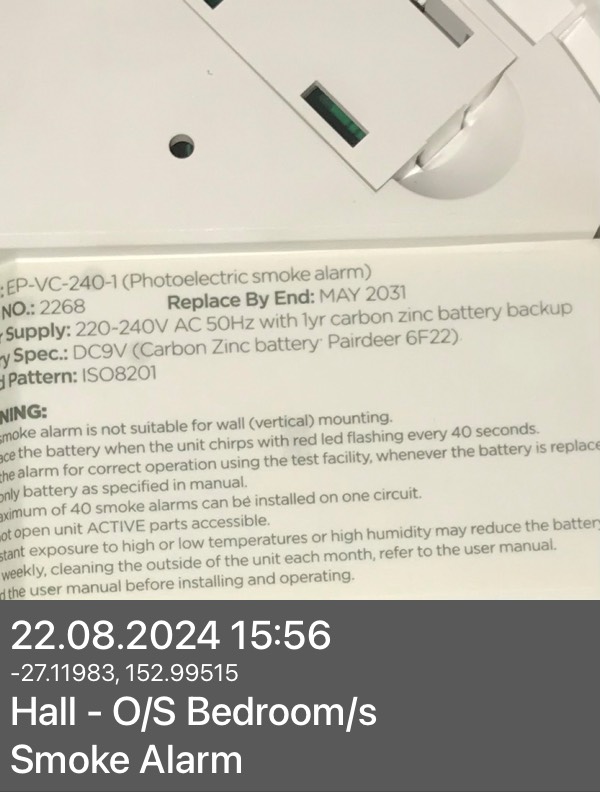 : EP-VC-240-1 (Photoelectric smoke alarm)
NO.: 2268 Replace By End: MAY 2031
Supply: 220-240V AC 50Hz with 1yr carbon zinc battery backup
y Spec.: DC9V (Carbon Zinc battery Pairdeer 6F22)
d Pattern: ISO8201
NING:
smoke alarm is not suitable for wall (vertical) mounting.
ace the battery when the unit chirps with red led flashing every 40 seconds.
the alarm for correct operation using the test facility, whenever the battery is replace
only battery as specified in manual.
aximum of 40 smoke alarms can be installed on one circuit.
ot open unit ACTIVE parts accessible.
stant exposure to high or low temperatures or high humidity may reduce the battery
weekly, cleaning the outside of the unit each month, refer to the user manual.
d the user manual before installing and operating.
22.08.2024 15:56
-27.11983, 152.99515
Hall - O/S Bedroom/s
Smoke Alarm